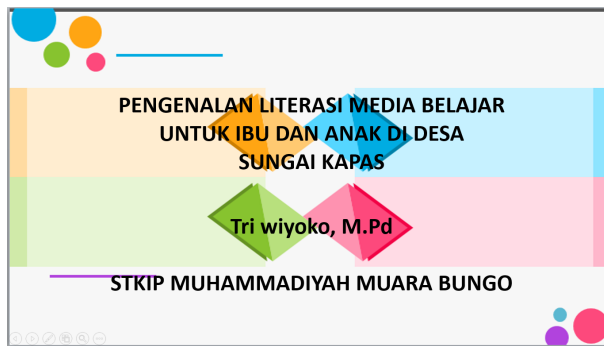 PENGENALAN LITERASI MEDIA BELAJAR
UNTUK IBU DAN ANAK DI DESA
SUNGAI KAPAS
Tri wiyoko, M.Pd
STKIP MUHAMMADIYAH MUARA BUNGO